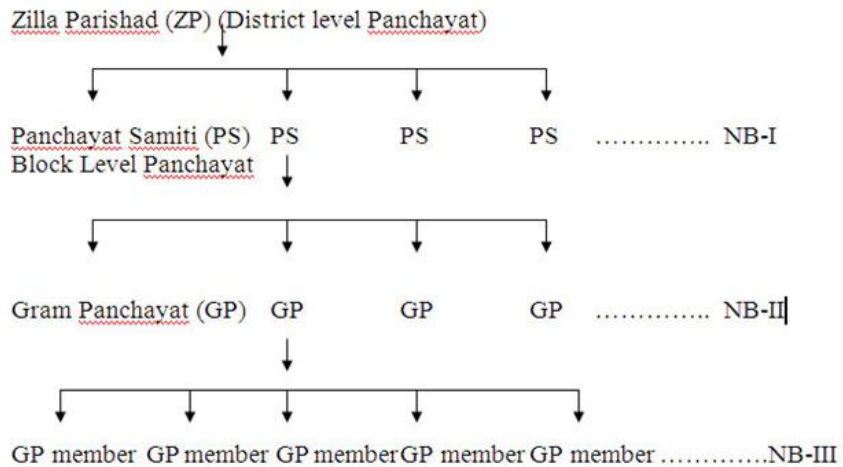 Zilla Parishad (ZP) (District level Panchayat)
Panchayat Samiti (PS) PS PS PS ………….. NB-I
Block Level Panchayat
Gram Panchayat (GP) GP GP GP ………….. NB-II
GP member GP member GP member GP member GP member ………….NB-III